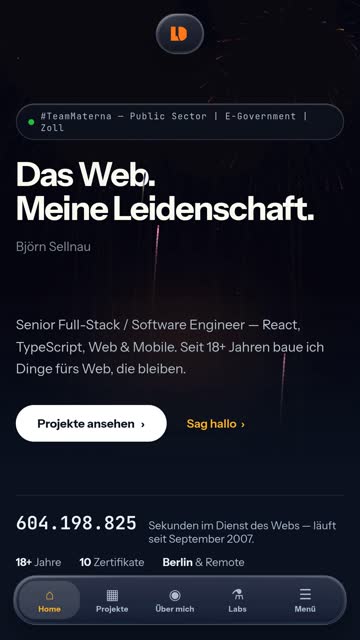 #TeamMaterna — Public Sector | E-Government |
Zoll
Das Web.
Meine Leidenschaft.
Björn Sellnau
Senior Full-Stack / Software Engineer — React,
TypeScript, Web & Mobile. Seit 18+ Jahren baue ich
Dinge fürs Web, die bleiben.
Projekte ansehen ›
Sag hallo ›
604.198.825
Sekunden im Dienst des Webs — läuft
seit September 2007.
18+ Jahre
10 Zertifikate
Berlin & Remote
Home
Projekte
Über mich
Labs
Menü